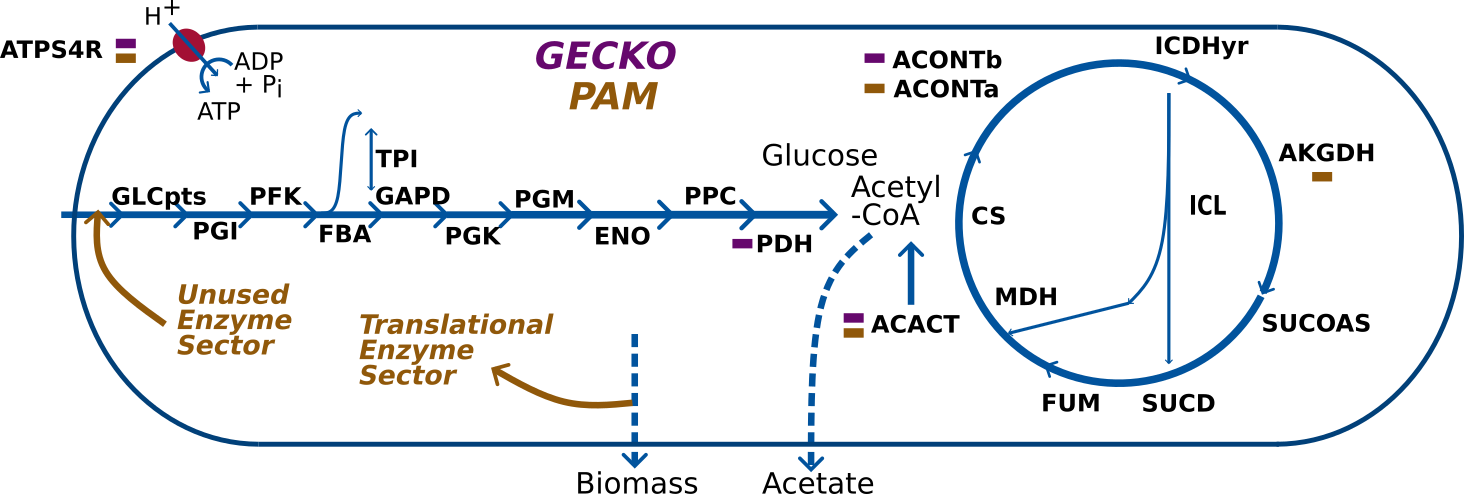 H+
ATPS4R
ADP
+ Pi
ATP
GECKO
PAM
ACONTb
ACONTa
ICDHyr
AKGDH
TPI
Glucose
Acetyl
-CoA
GLCpts
PFK
GAPD
PGM
PPC
PGI
FBA
PGK
ENO
PDH
CS
ICL
MDH
SUCOAS
ACACT
Unused
Enzyme
Sector
Translational
Enzyme
Sector
FUM
SUCD
Biomass
Acetate